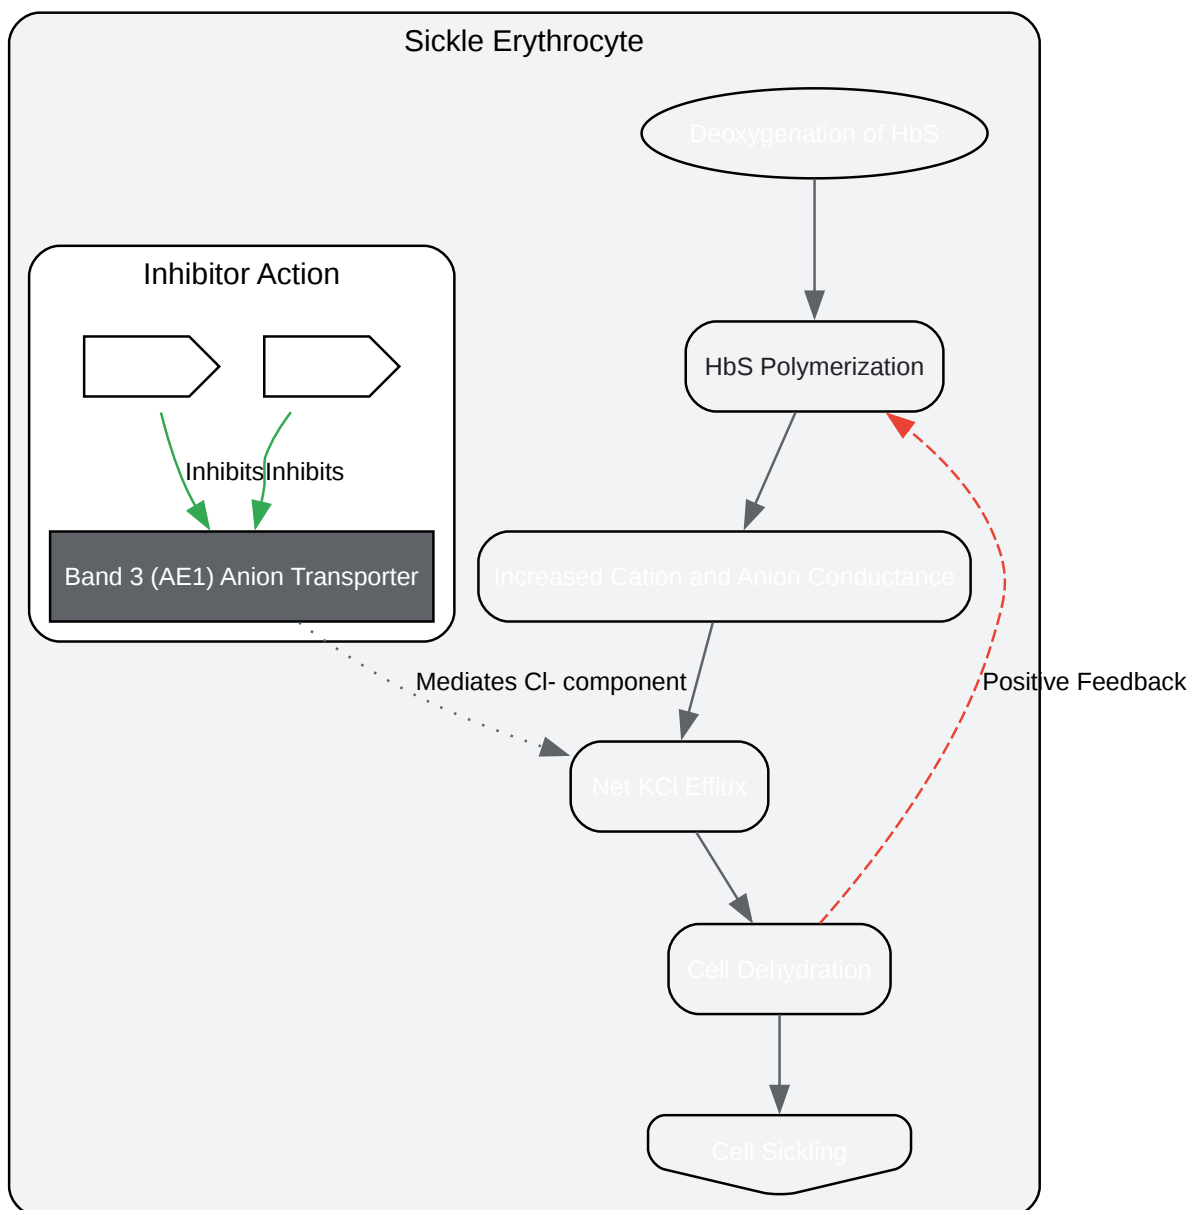 Sickle Erythrocyte
Deoxygenation of HbS
Inhibitor Action
HbS Polymerization
Inhibits
Inhibits
Band 3 (AE1) Anion Transporter
Increased Cation and Anion Conductance
Mediates Cl- component
Positive Feedback
Net KCl Efflux
Cell Dehydration
Cell Sickling